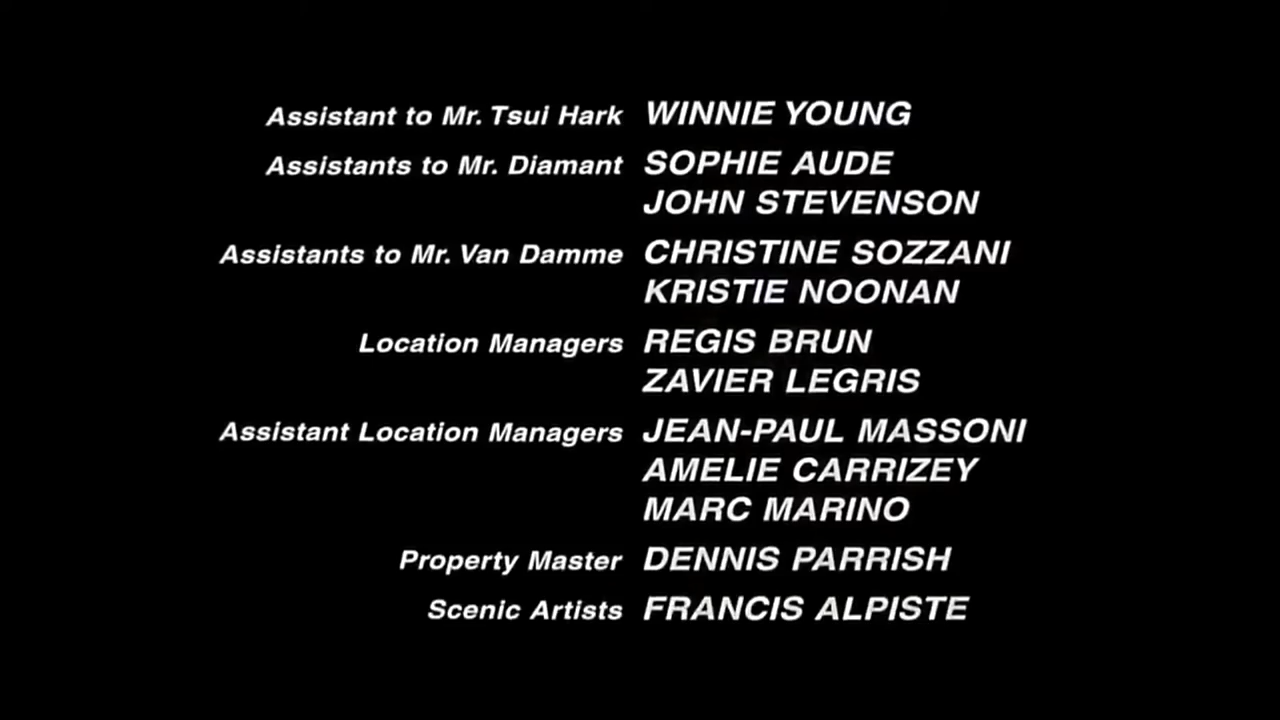 Assistant to Mr. Tsui Hark WINNIE YOUNG
Assistants to Mr. Diamant SOPHIE AUDE
JOHN STEVENSON
Assistants to Mr. Van Damme CHRISTINE SOZZANI
KRISTIE NOONAN
Location Managers REGIS BRUN
ZAVIER LEGRIS
Assistant Location Managers JEAN-PAUL MASSONI
AMELIE CARRIZEY
MARC MARINO
Property Master DENNIS PARRISH
Scenic Artists FRANCIS ALPISTE